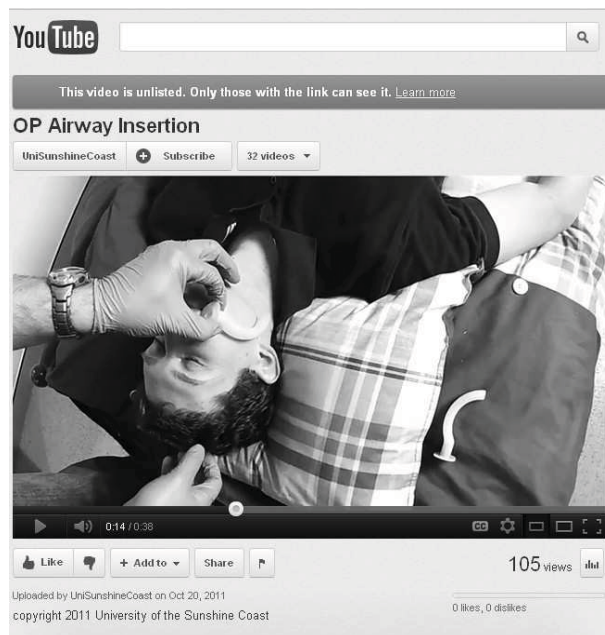 YouTube
This video is unlisted. Only those with the link can see it. Learn more
OP Airway Insertion
UniSunshineCoast Subscribe 32 videos
0:14 / 0:38 CC
Like Add to Share 105 views
Uploaded by UniSunshineCoast on Oct 20, 2011
0 likes, 0 dislikes
copyright 2011 University of the Sunshine Coast